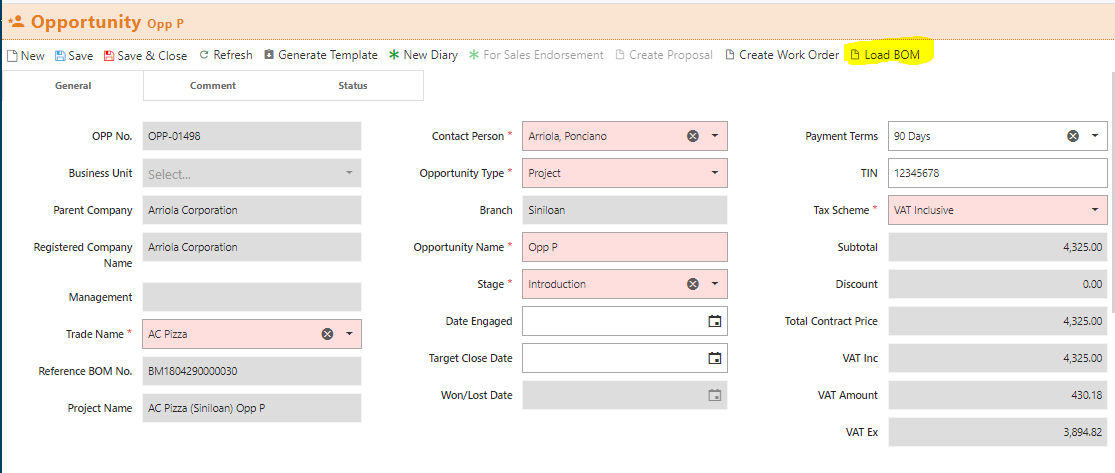 Opportunity Opp P
New Save Save & Close Refresh Generate Template New Diary For Sales Endorsement Create Proposal Create Work Order Load BOM
General Comment Status
OPP No. OPP-01498
Business Unit Select...
Parent Company Arriola Corporation
Registered Company Name Arriola Corporation
Management
Trade Name * AC Pizza
Reference BOM No. BM1804290000030
Project Name AC Pizza (Siniloan) Opp P
Contact Person * Arriola, Ponciano
Opportunity Type * Project
Branch Siniloan
Opportunity Name * Opp P
Stage * Introduction
Date Engaged
Target Close Date
Won/Lost Date
Payment Terms 90 Days
TIN 12345678
Tax Scheme * VAT Inclusive
Subtotal 4,325.00
Discount 0.00
Total Contract Price 4,325.00
VAT Inc 4,325.00
VAT Amount 430.18
VAT Ex 3,894.82